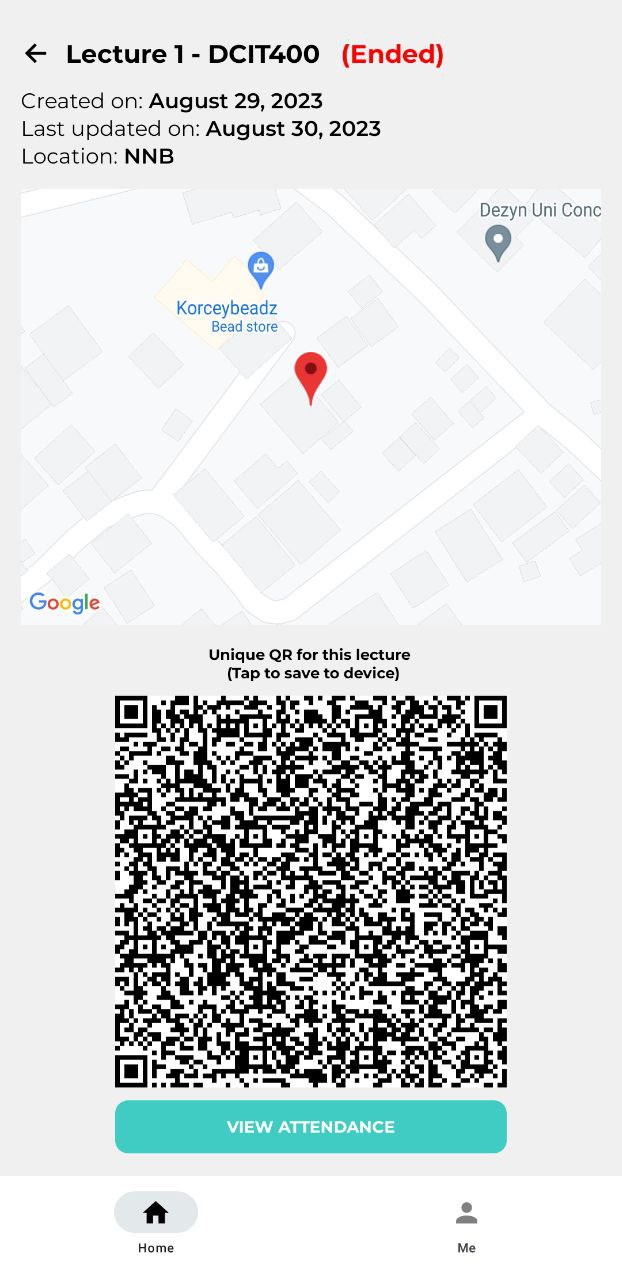 Lecture 1 - DCIT400 (Ended)
Created on: August 29, 2023
Last updated on: August 30, 2023
Location: NNB
Dezyn Uni Conc
Korceybeadz
Bead store
Google
Unique QR for this lecture
(Tap to save to device)
VIEW ATTENDANCE
Home
Me